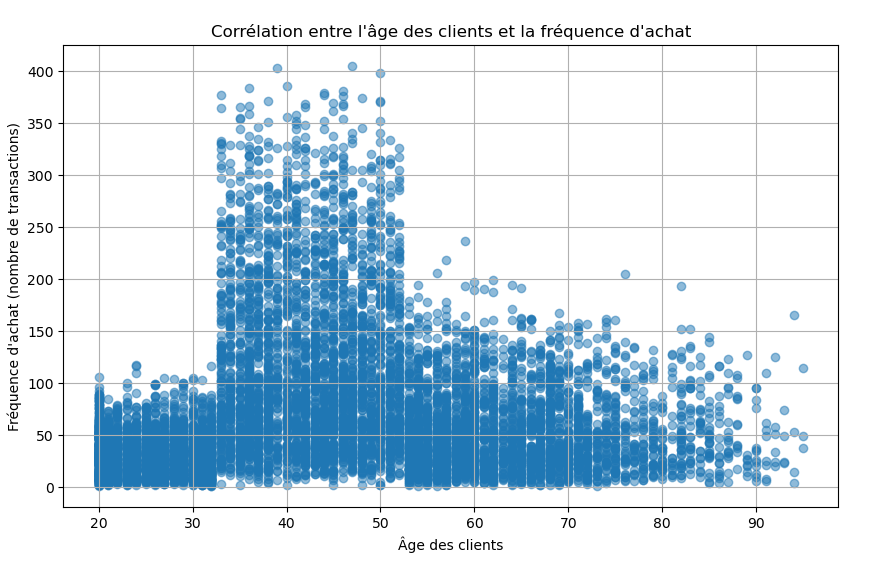 Corrélation entre l'âge des clients et la fréquence d'achat
Fréquence d'achat (nombre de transactions)
400
350
300
250
200
150
100
50
0
20 30 40 50 60 70 80 90
Âge des clients